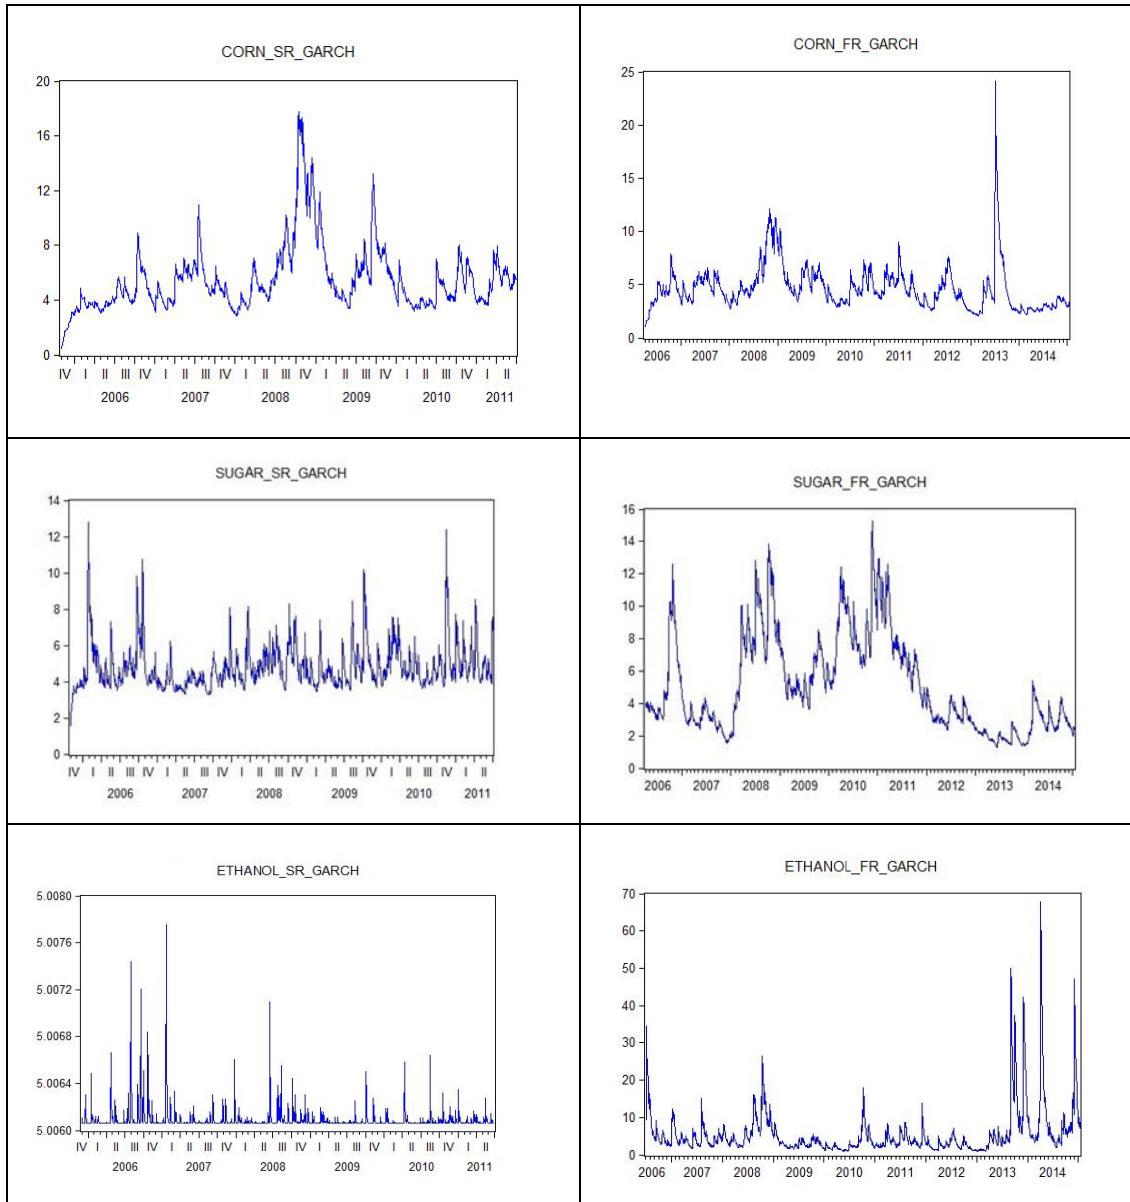 CORN_SR_GARCH
20
16
12
8
4
0
IV I II III IV I II III IV I II III IV I II III IV I II III IV I II
2006 2007 2008 2009 2010 2011
CORN_FR_GARCH
25
20
15
10
5
0
2006 2007 2008 2009 2010 2011 2012 2013 2014
SUGAR_SR_GARCH
14
12
10
8
6
4
2
0
IV I II III IV I II III IV I II III IV I II III IV I II III IV I II
2006 2007 2008 2009 2010 2011
SUGAR_FR_GARCH
16
14
12
10
8
6
4
2
0
2006 2007 2008 2009 2010 2011 2012 2013 2014
ETHANOL_SR_GARCH
5.0080
5.0076
5.0072
5.0068
5.0064
5.0060
IV I II III IV I II III IV I II III IV I II III IV I II III IV I II
2006 2007 2008 2009 2010 2011
ETHANOL_FR_GARCH
70
60
50
40
30
20
10
0
2006 2007 2008 2009 2010 2011 2012 2013 2014